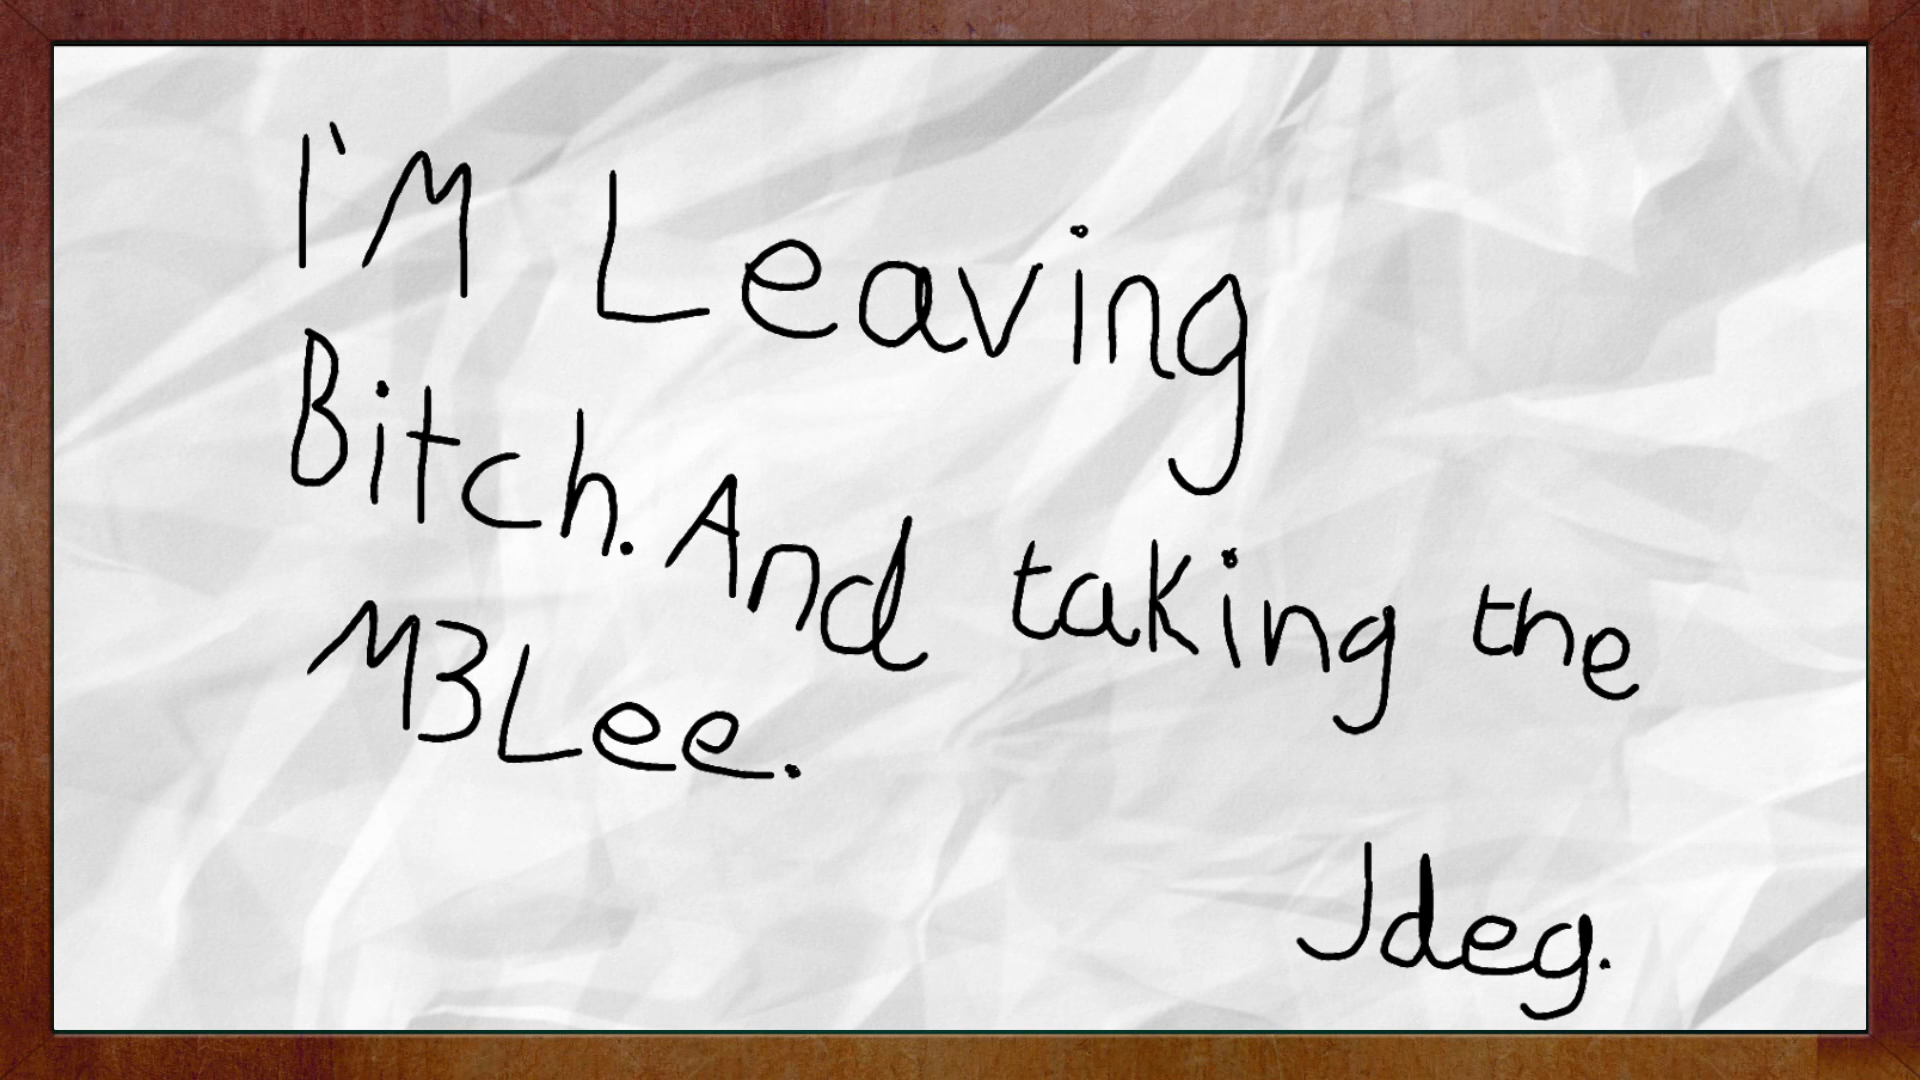 I'M Leaving
Bitch. And taking the
M3Lee.
Jdeg.